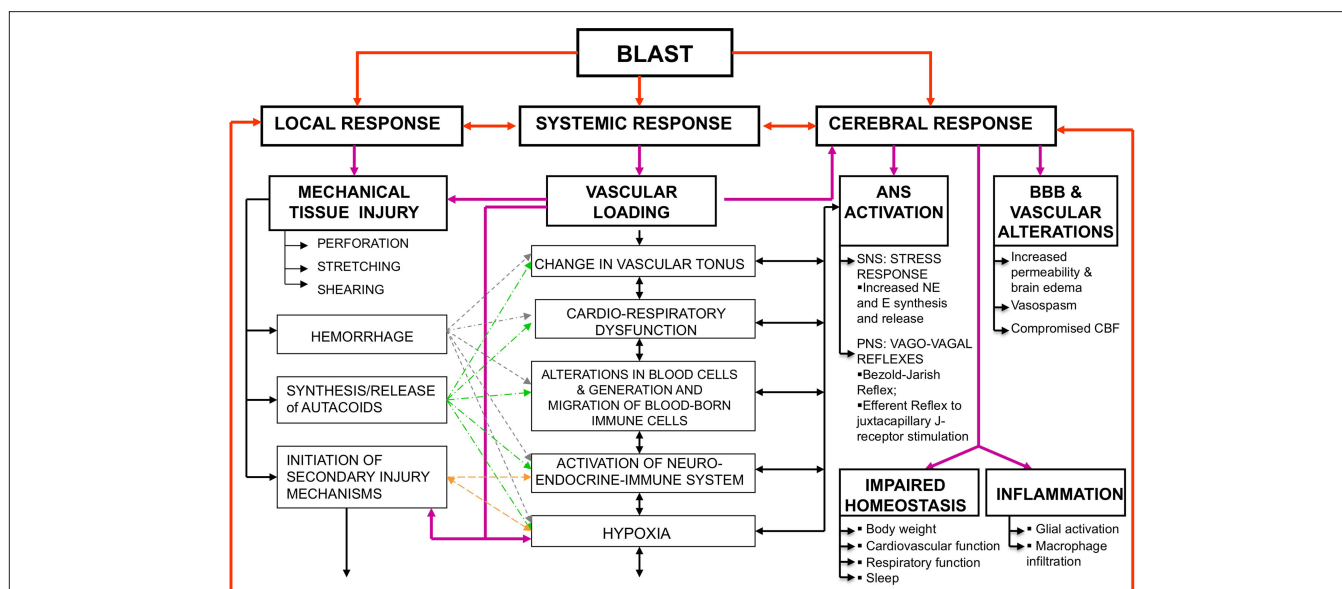 BLAST
LOCAL RESPONSE
SYSTEMIC RESPONSE
CEREBRAL RESPONSE
MECHANICAL
TISSUE INJURY
PERFORATION
STRETCHING
SHEARING
HEMORRHAGE
SYNTHESIS/RELEASE
of AUTACOIDS
INITIATION OF
SECONDARY INJURY
MECHANISMS
VASCULAR
LOADING
CHANGE IN VASCULAR TONUS
CARDIO-RESPIRATORY
DYSFUNCTION
ALTERATIONS IN BLOOD CELLS
& GENERATION AND
MIGRATION OF BLOOD-BORN
IMMUNE CELLS
ACTIVATION OF NEURO-
ENDOCRINE-IMMUNE SYSTEM
HYPOXIA
ANS
ACTIVATION
SNS: STRESS
RESPONSE
▪Increased NE
and E synthesis
and release
PNS: VAGO-VAGAL
REFLEXES
▪Bezold-Jarish
Reflex;
▪Efferent Reflex to
juxtacapillary J-
receptor stimulation
BBB &
VASCULAR
ALTERATIONS
Increased
permeability &
brain edema
Vasospasm
Compromised CBF
IMPAIRED
HOMEOSTASIS
▪ Body weight
▪ Cardiovascular function
▪ Respiratory function
▪ Sleep
INFLAMMATION
▪ Glial activation
▪ Macrophage
infiltration